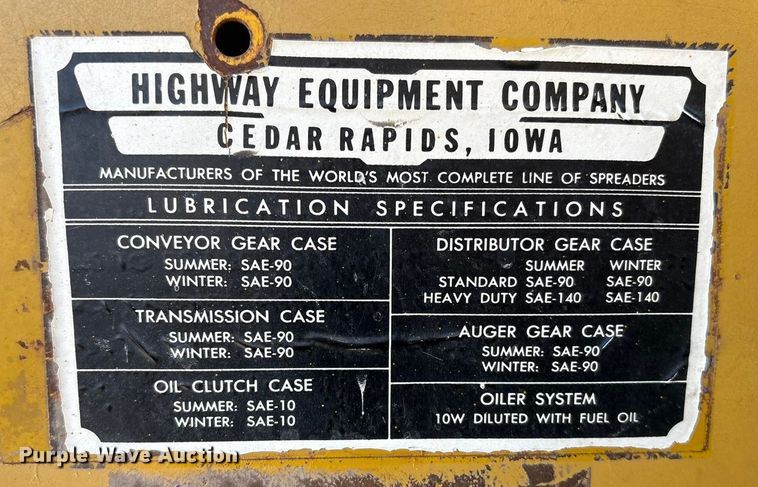 HIGHWAY EQUIPMENT COMPANY
CEDAR RAPIDS, IOWA
MANUFACTURERS OF THE WORLD'S MOST COMPLETE LINE OF SPREADERS
LUBRICATION SPECIFICATIONS
CONVEYOR GEAR CASE
SUMMER: SAE-90
WINTER: SAE-90
TRANSMISSION CASE
SUMMER: SAE-90
WINTER: SAE-90
OIL CLUTCH CASE
SUMMER: SAE-10
WINTER: SAE-10
DISTRIBUTOR GEAR CASE
SUMMER WINTER
STANDARD SAE-90 SAE-90
HEAVY DUTY SAE-140 SAE-140
AUGER GEAR CASE
SUMMER: SAE-90
WINTER: SAE-90
OILER SYSTEM
10W DILUTED WITH FUEL OIL
Purple Wave Auction